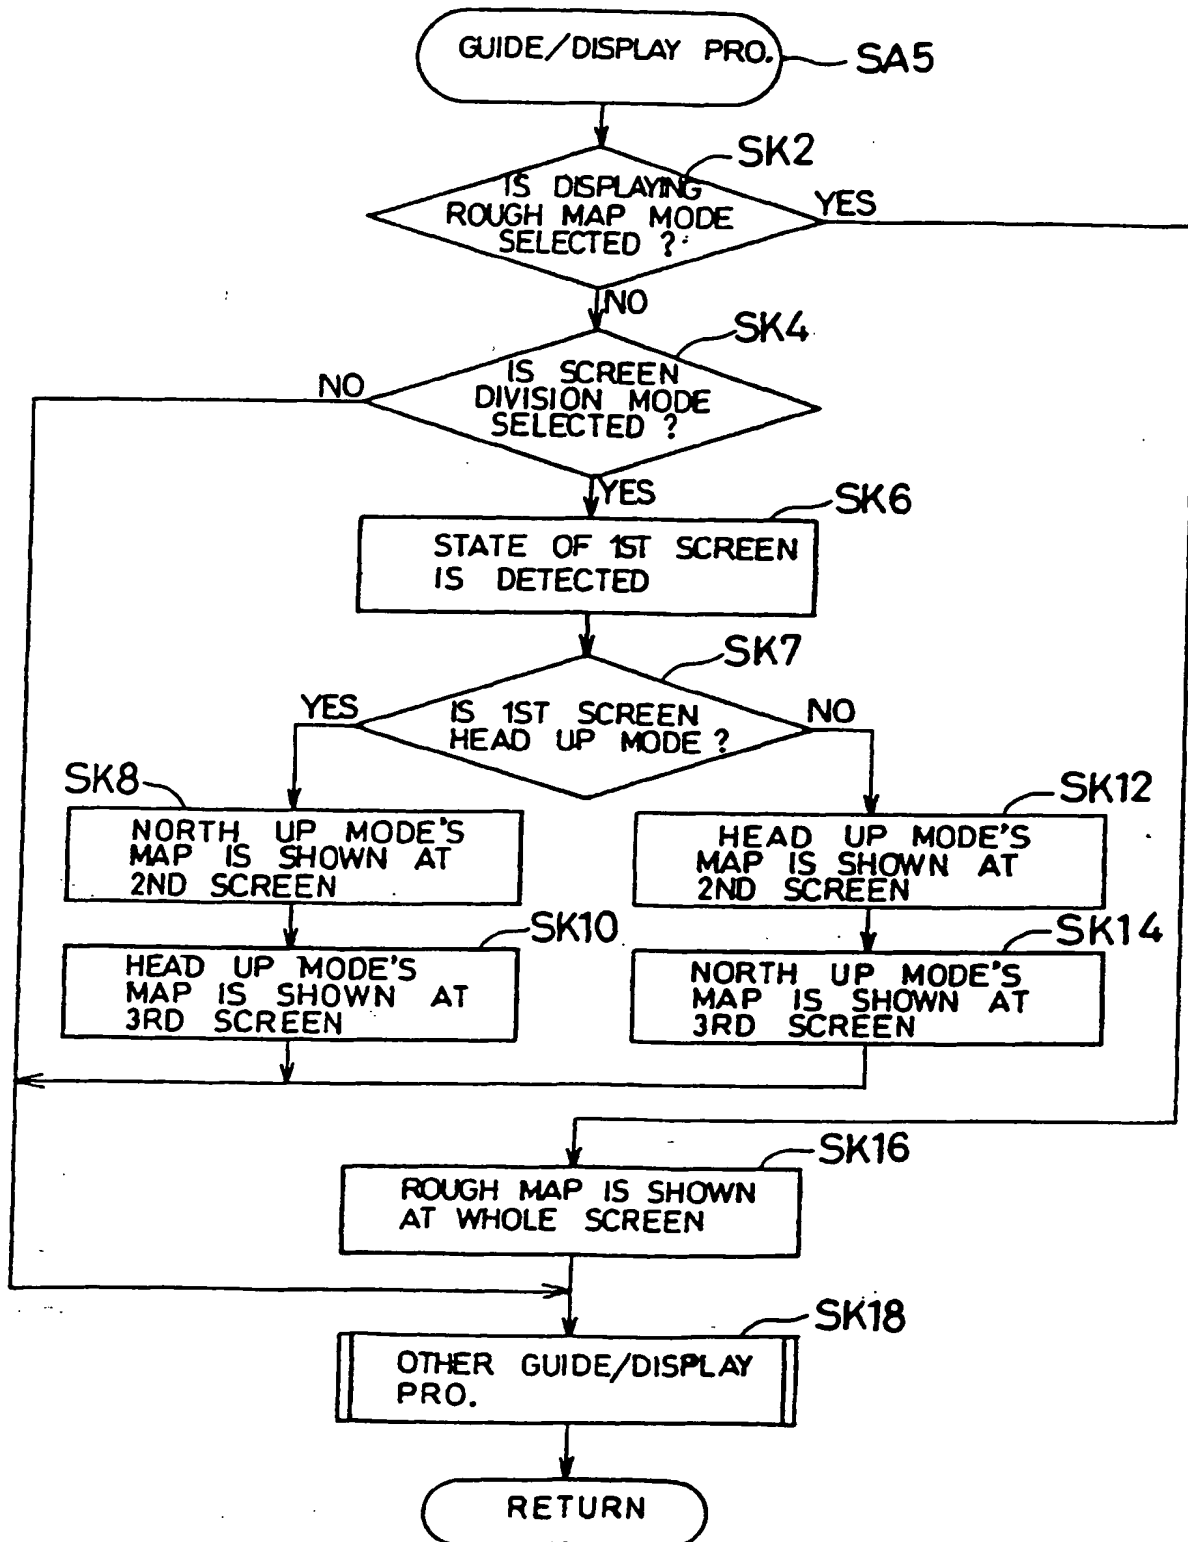 GUIDE/DISPLAY PRO.
SA5
SK2
IS DISPLAYING
ROUGH MAP MODE
SELECTED ?
YES
NO
SK4
IS SCREEN
DIVISION MODE
SELECTED ?
NO
YES
SK6
STATE OF 1ST SCREEN
IS DETECTED
SK7
IS 1ST SCREEN
HEAD UP MODE ?
YES
NO
SK8
NORTH UP MODE'S
MAP IS SHOWN AT
2ND SCREEN
SK12
HEAD UP MODE'S
MAP IS SHOWN AT
2ND SCREEN
SK10
HEAD UP MODE'S
MAP IS SHOWN AT
3RD SCREEN
SK14
NORTH UP MODE'S
MAP IS SHOWN AT
3RD SCREEN
SK16
ROUGH MAP IS SHOWN
AT WHOLE SCREEN
SK18
OTHER GUIDE/DISPLAY
PRO.
RETURN